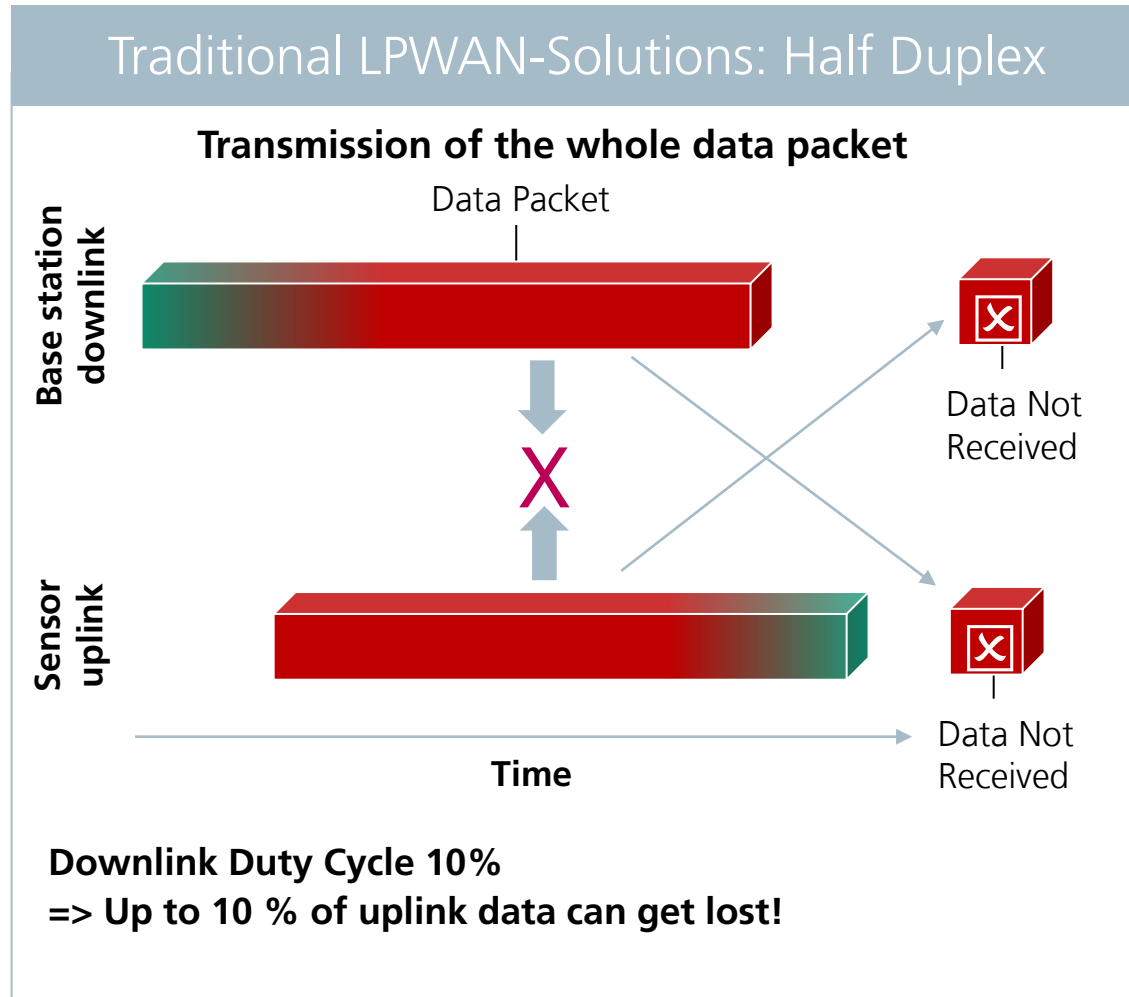 Traditional LPWAN-Solutions: Half Duplex
Transmission of the whole data packet
Data Packet
Base station
downlink
X
x
Data Not
Received
Sensor
uplink
X
x
Data Not
Received
Time
Downlink Duty Cycle 10%
=> Up to 10 % of uplink data can get lost!